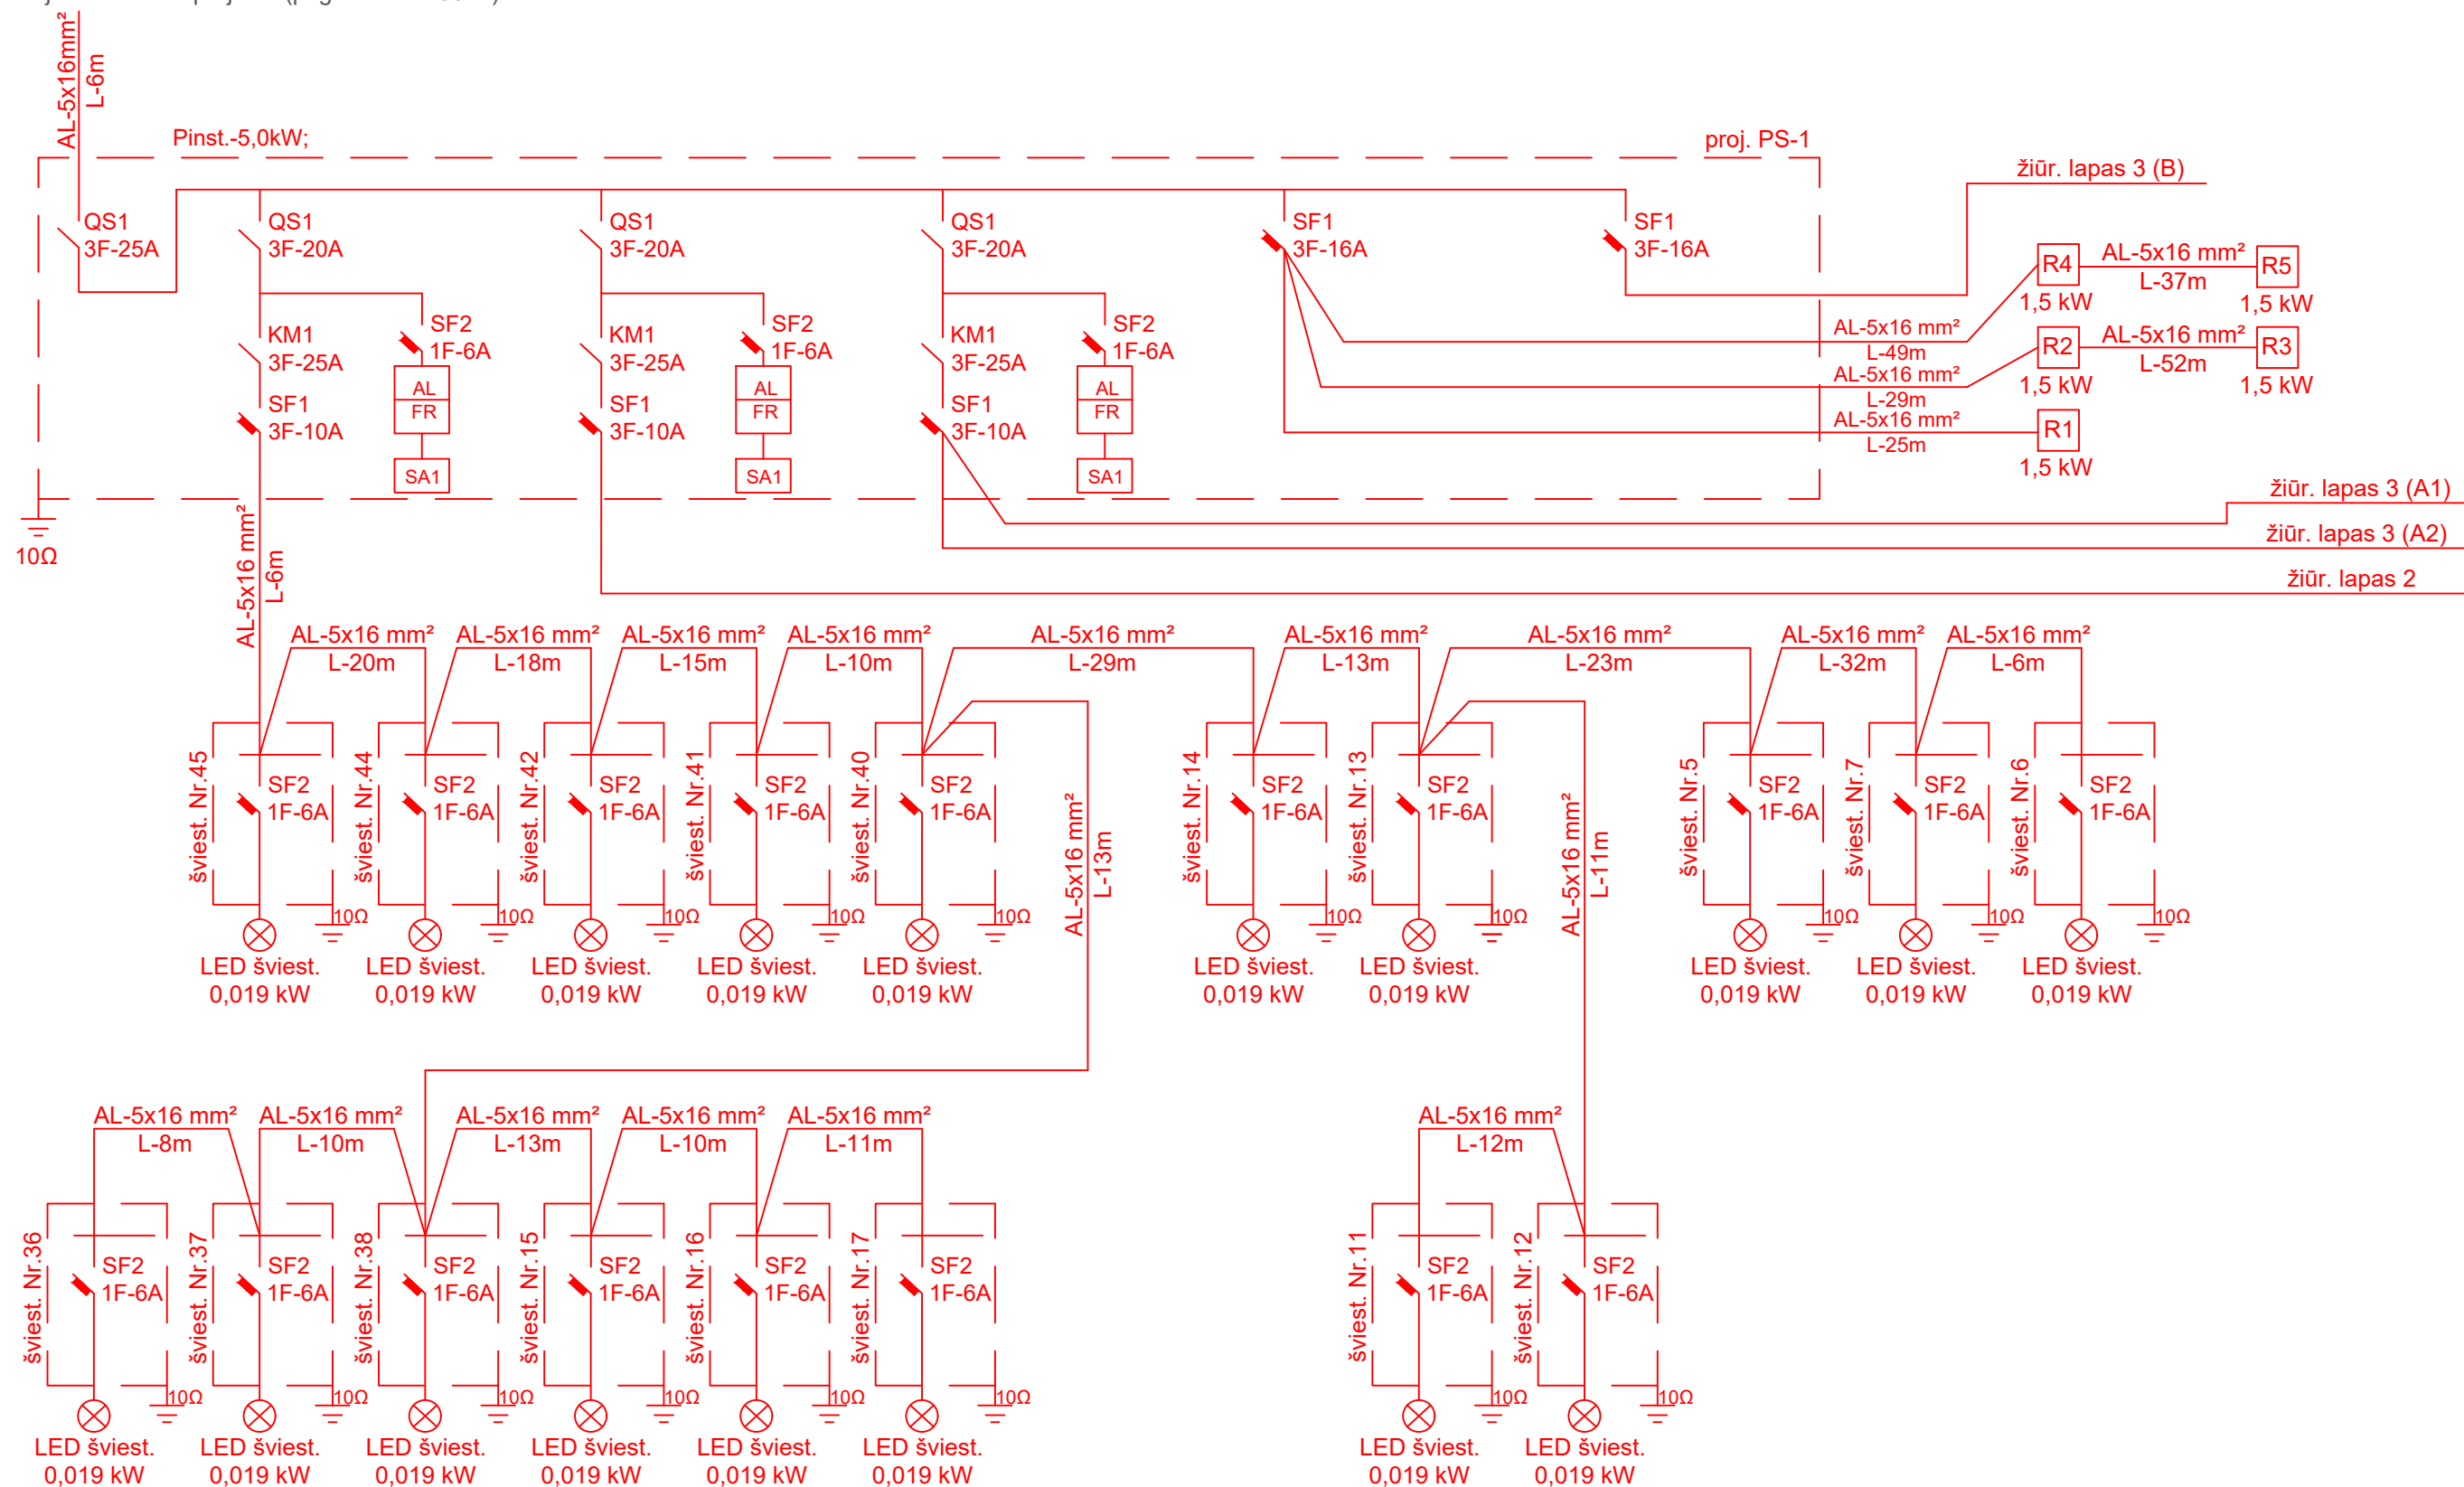 AL-5x16mm²
L-6m
Pinst.-5,0kW;
proj. PS-1
žiūr. lapas 3 (B)
QS1
3F-25A
QS1
3F-20A
QS1
3F-20A
QS1
3F-20A
SF1
3F-16A
SF1
3F-16A
KM1
3F-25A
SF2
1F-6A
KM1
3F-25A
SF2
1F-6A
KM1
3F-25A
SF2
1F-6A
AL
FR
AL
FR
AL
FR
SF1
3F-10A
SF1
3F-10A
SF1
3F-10A
SA1
SA1
SA1
R4
AL-5x16 mm²
L-37m
R5
1,5 kW
1,5 kW
AL-5x16 mm²
L-49m
R2
AL-5x16 mm²
L-52m
R3
1,5 kW
1,5 kW
AL-5x16 mm²
L-29m
AL-5x16 mm²
L-25m
R1
1,5 kW
10Ω
žiūr. lapas 3 (A1)
žiūr. lapas 3 (A2)
žiūr. lapas 2
AL-5x16 mm²
L-6m
AL-5x16 mm²
L-20m
AL-5x16 mm²
L-18m
AL-5x16 mm²
L-15m
AL-5x16 mm²
L-10m
AL-5x16 mm²
L-29m
AL-5x16 mm²
L-13m
AL-5x16 mm²
L-23m
AL-5x16 mm²
L-32m
AL-5x16 mm²
L-6m
šviest. Nr.45
SF2
1F-6A
10Ω
LED šviest.
0,019 kW
šviest. Nr.44
SF2
1F-6A
10Ω
LED šviest.
0,019 kW
šviest. Nr.42
SF2
1F-6A
10Ω
LED šviest.
0,019 kW
šviest. Nr.41
SF2
1F-6A
10Ω
LED šviest.
0,019 kW
šviest. Nr.40
SF2
1F-6A
10Ω
LED šviest.
0,019 kW
AL-5x16 mm²
L-13m
šviest. Nr.14
SF2
1F-6A
10Ω
LED šviest.
0,019 kW
šviest. Nr.13
SF2
1F-6A
10Ω
LED šviest.
0,019 kW
AL-5x16 mm²
L-11m
šviest. Nr.5
SF2
1F-6A
10Ω
LED šviest.
0,019 kW
šviest. Nr.7
SF2
1F-6A
10Ω
LED šviest.
0,019 kW
šviest. Nr.6
SF2
1F-6A
10Ω
LED šviest.
0,019 kW
AL-5x16 mm²
L-8m
AL-5x16 mm²
L-10m
AL-5x16 mm²
L-13m
AL-5x16 mm²
L-10m
AL-5x16 mm²
L-11m
AL-5x16 mm²
L-12m
šviest. Nr.36
SF2
1F-6A
10Ω
LED šviest.
0,019 kW
šviest. Nr.37
SF2
1F-6A
10Ω
LED šviest.
0,019 kW
šviest. Nr.38
SF2
1F-6A
10Ω
LED šviest.
0,019 kW
šviest. Nr.15
SF2
1F-6A
10Ω
LED šviest.
0,019 kW
šviest. Nr.16
SF2
1F-6A
10Ω
LED šviest.
0,019 kW
šviest. Nr.17
SF2
1F-6A
10Ω
LED šviest.
0,019 kW
šviest. Nr.11
SF2
1F-6A
10Ω
LED šviest.
0,019 kW
šviest. Nr.12
SF2
1F-6A
10Ω
LED šviest.
0,019 kW